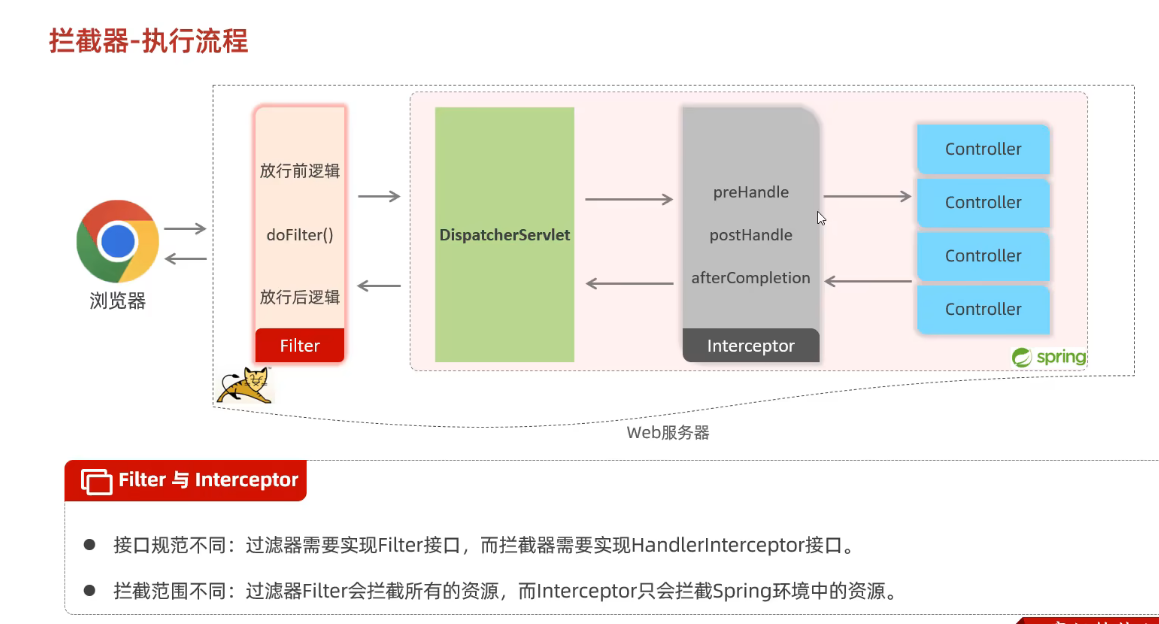 拦截器-执行流程
浏览器
放行前逻辑
doFilter()
放行后逻辑
Filter
DispatcherServlet
preHandle
postHandle
afterCompletion
Interceptor
Controller
Controller
Controller
Controller
spring
Web服务器
Filter 与 Interceptor
接口规范不同：过滤器需要实现Filter接口，而拦截器需要实现HandlerInterceptor接口。
拦截范围不同：过滤器Filter会拦截所有的资源，而Interceptor只会拦截Spring环境中的资源。